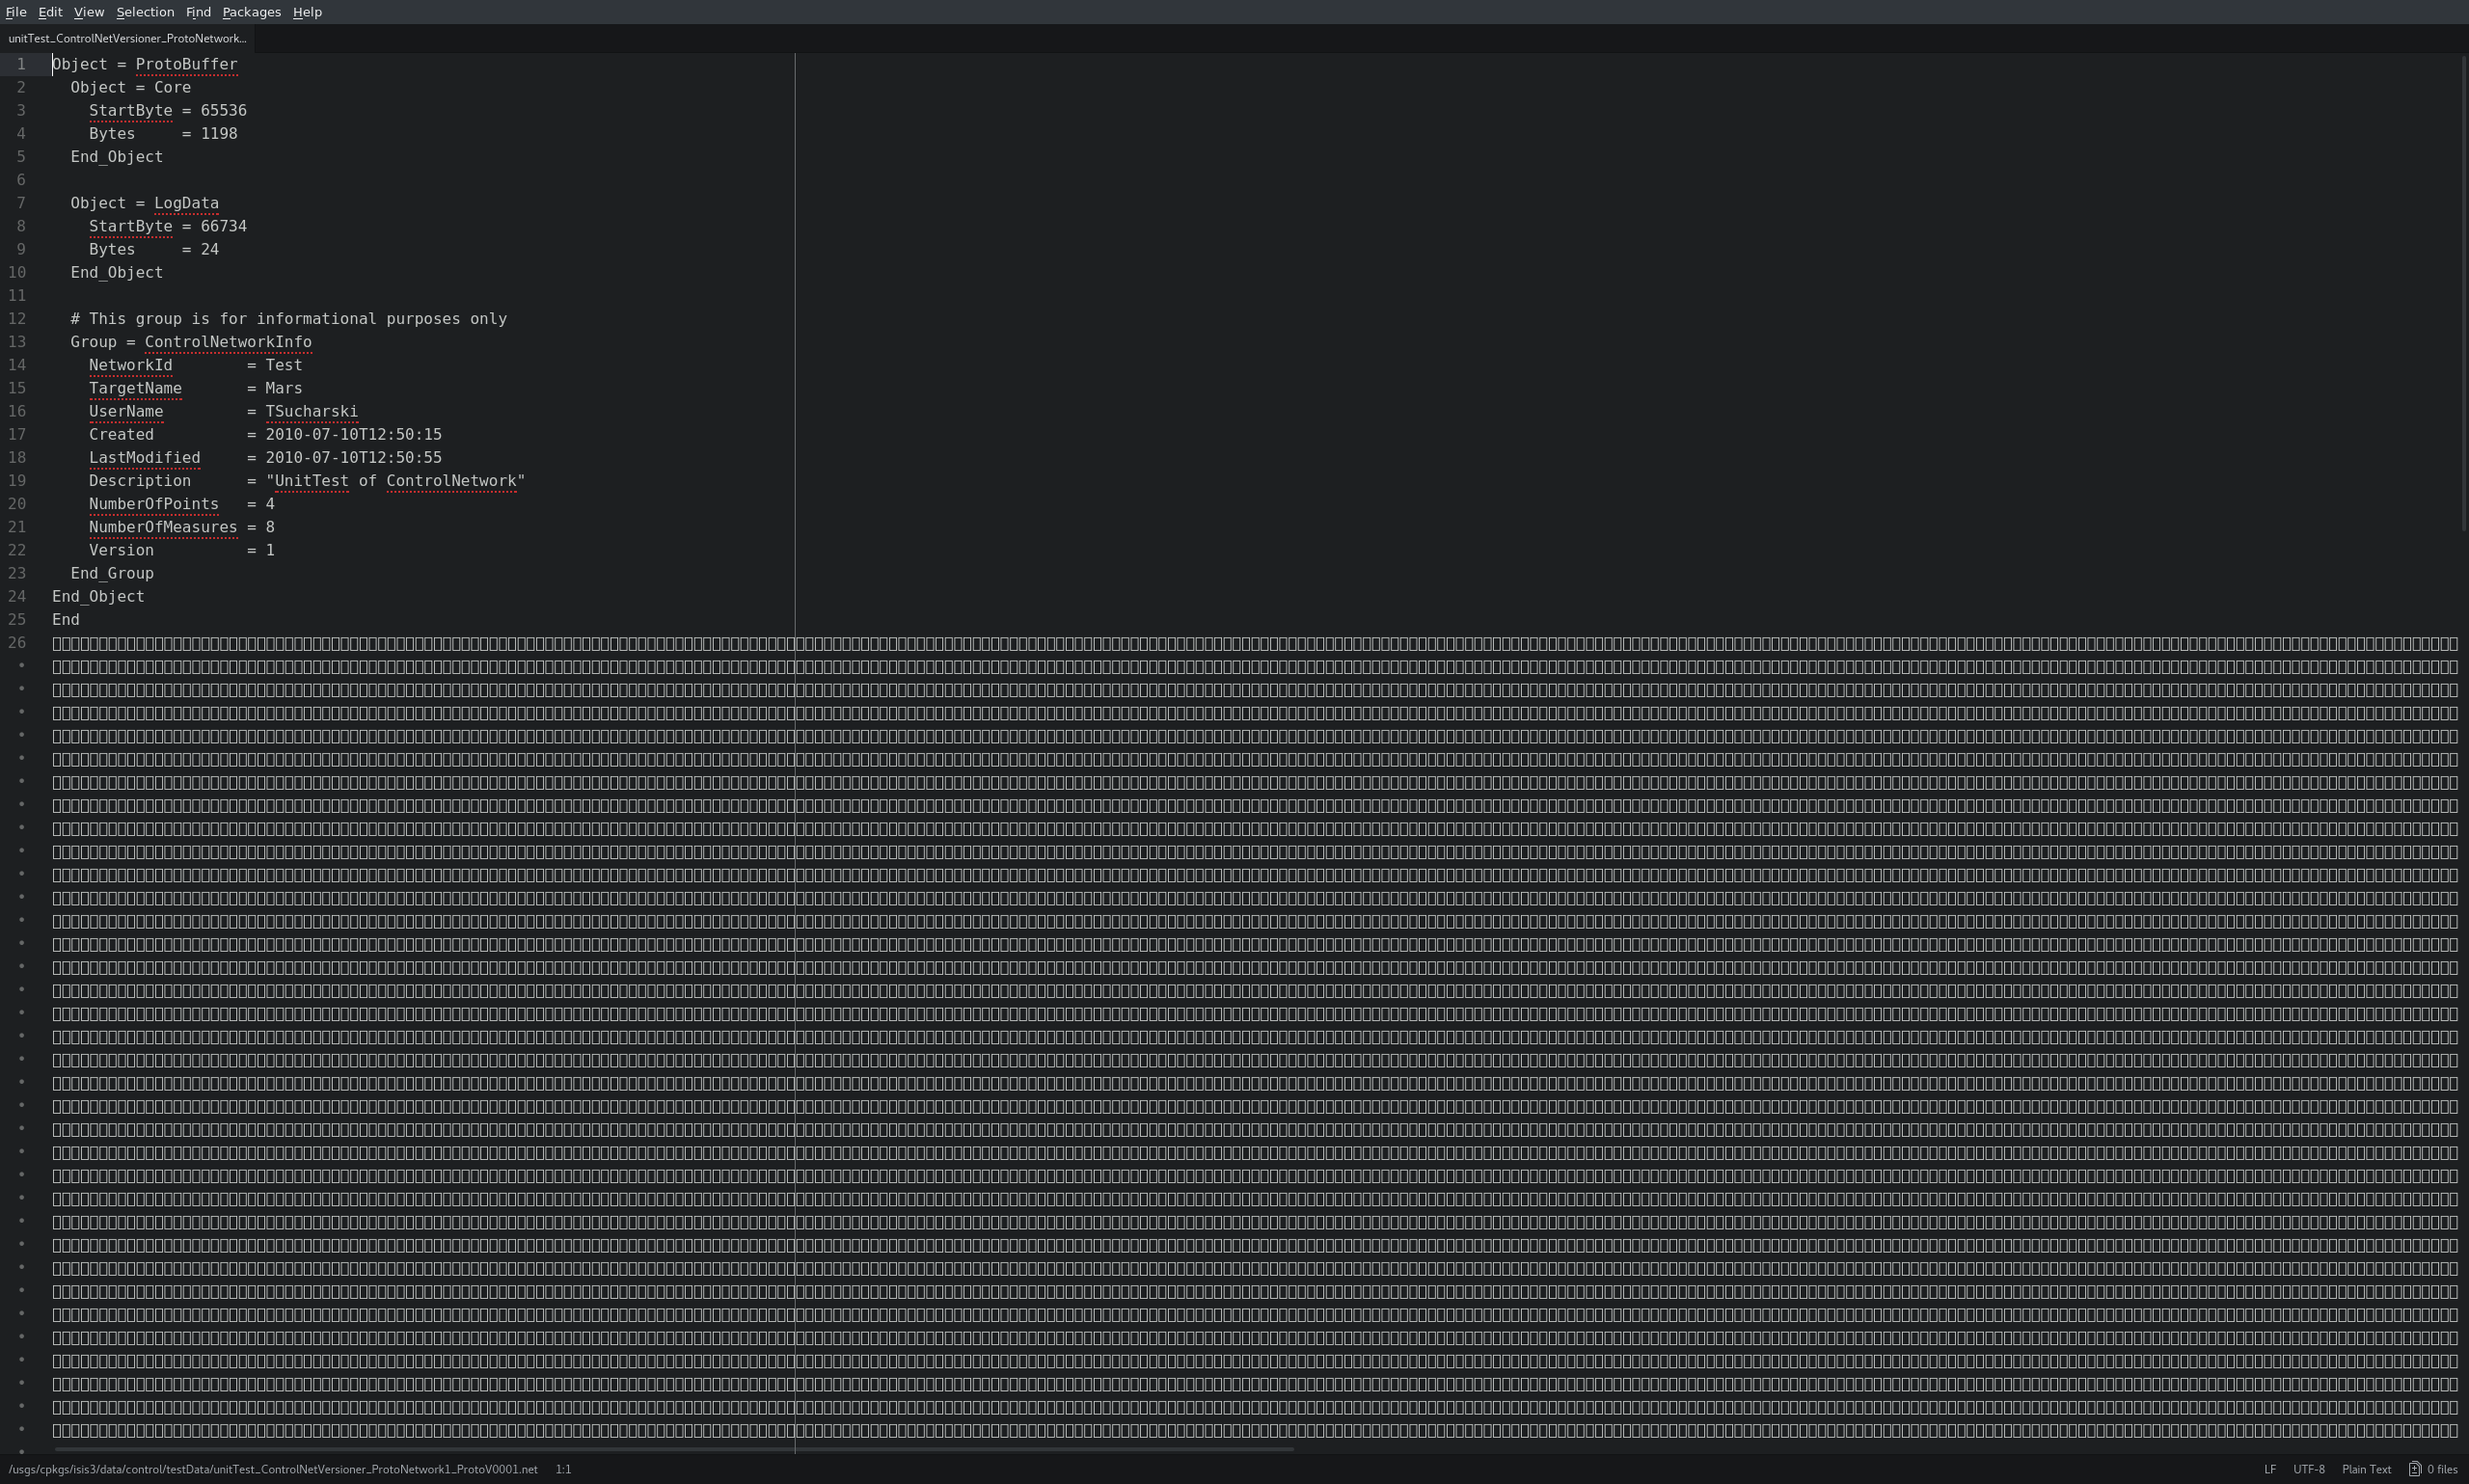 File Edit View Selection Find Packages Help
unitTest_ControlNetVersioner_ProtoNetwork…
1 Object = ProtoBuffer
2   Object = Core
3     StartByte = 65536
4     Bytes     = 1198
5   End_Object
6
7   Object = LogData
8     StartByte = 66734
9     Bytes     = 24
10   End_Object
11
12   # This group is for informational purposes only
13   Group = ControlNetworkInfo
14     NetworkId        = Test
15     TargetName       = Mars
16     UserName         = TSucharski
17     Created          = 2010-07-10T12:50:15
18     LastModified     = 2010-07-10T12:50:55
19     Description      = "UnitTest of ControlNetwork"
20     NumberOfPoints   = 4
21     NumberOfMeasures = 8
22     Version          = 1
23   End_Group
24 End_Object
25 End
26
/usgs/cpkgs/isis3/data/control/testData/unitTest_ControlNetVersioner_ProtoNetwork1_ProtoV0001.net 1:1 LF UTF-8 Plain Text 0 files